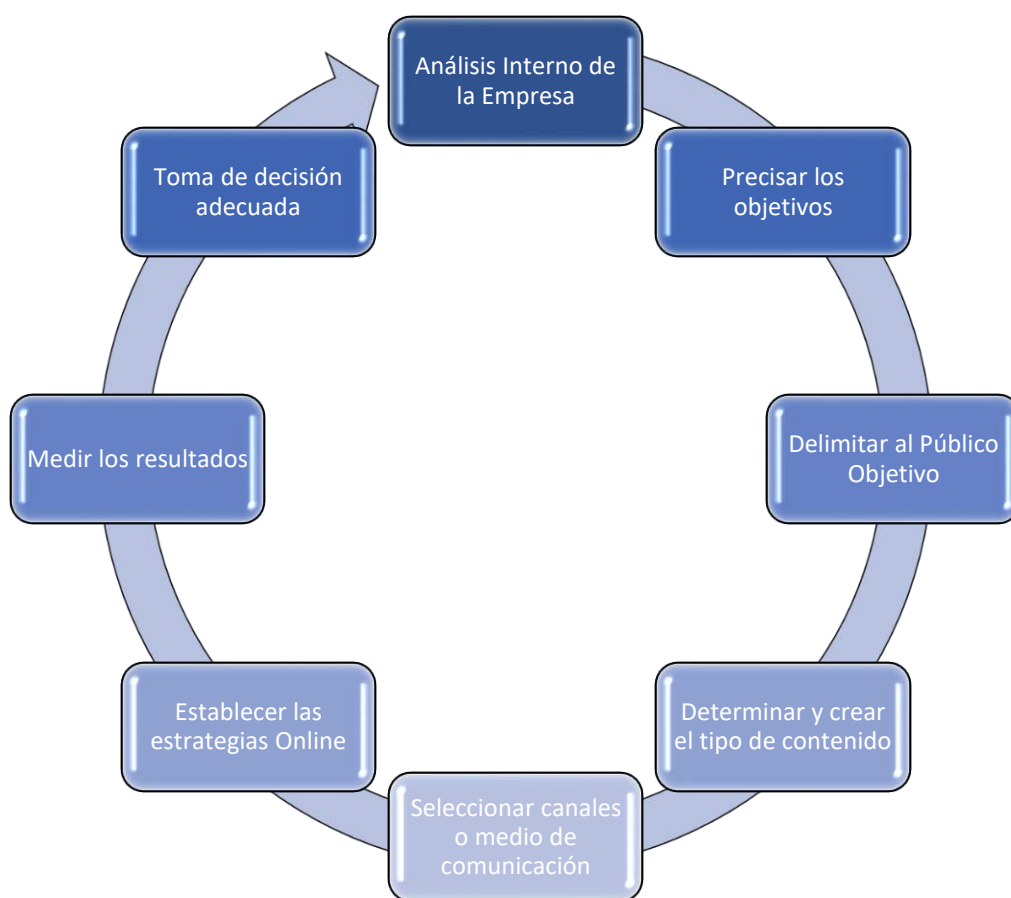 Análisis Interno de
la Empresa
Precisar los
objetivos
Delimitar al Público
Objetivo
Determinar y crear
el tipo de contenido
Seleccionar canales
o medio de
comunicación
Establecer las
estrategias Online
Medir los resultados
Toma de decisión
adecuada